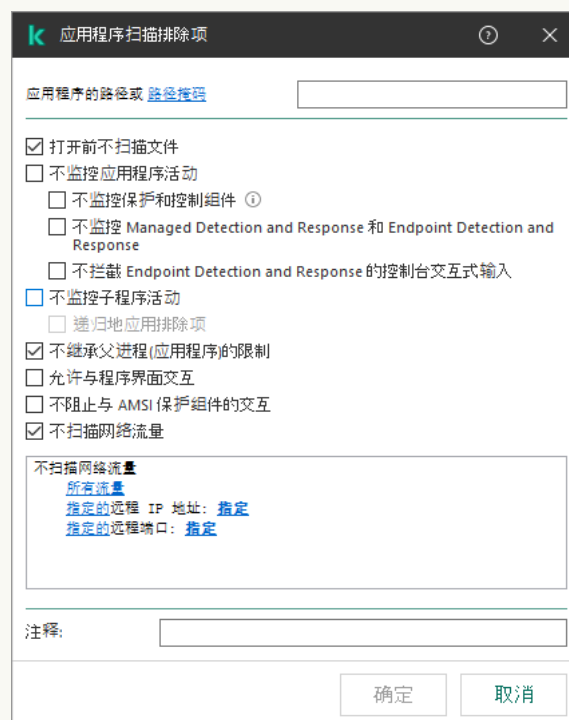 应用程序扫描排除项
应用程序的路径或 路径掩码
打开前不扫描文件
不监控应用程序活动
不监控保护和控制组件
不监控 Managed Detection and Response 和 Endpoint Detection and
Response
不拦截 Endpoint Detection and Response 的控制台交互式输入
不监控子程序活动
递归地应用排除项
不继承父进程(应用程序)的限制
允许与程序界面交互
不阻止与 AMSI 保护组件的交互
不扫描网络流量
不扫描网络流量
所有流量
指定的远程 IP 地址: 指定
指定的远程端口: 指定
注释:
确定 取消